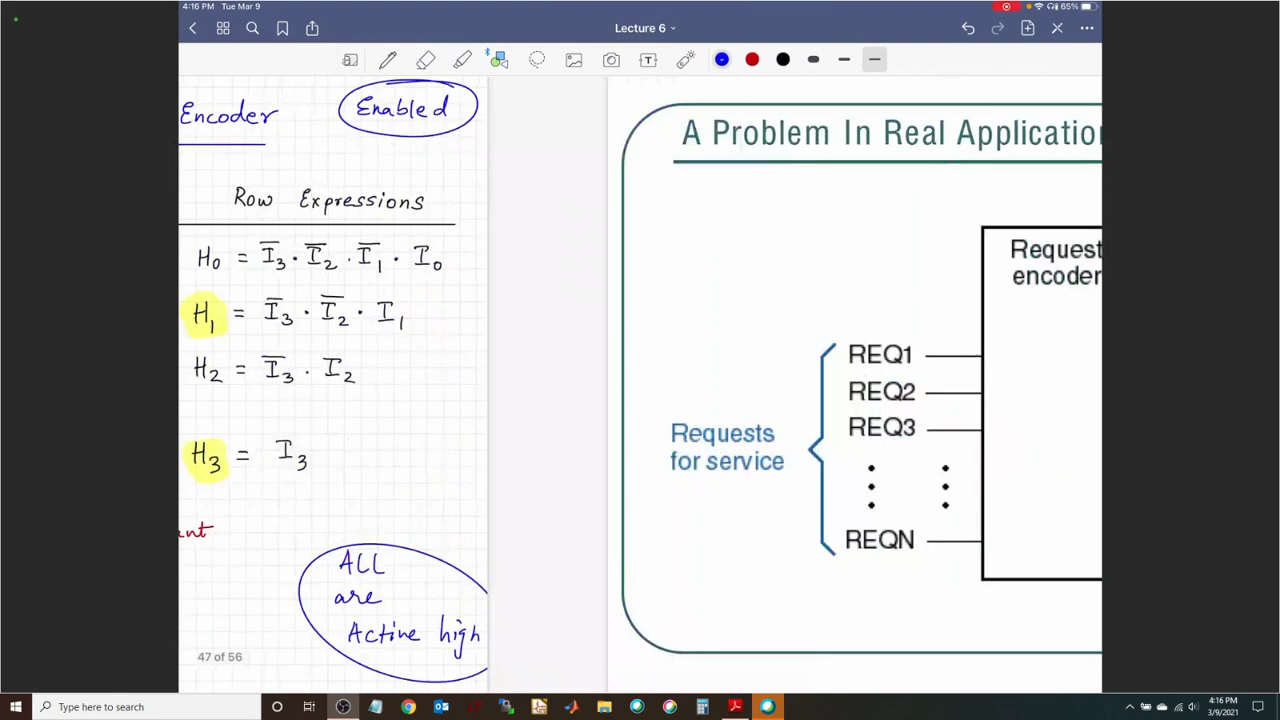 4:16 PM Tue Mar 9
65%
Lecture 6
Encoder
Enabled
Row Expressions
H₀ = I̅₃ · I̅₂ · I̅₁ · I₀
H₁ = I̅₃ · I̅₂ · I₁
H₂ = I̅₃ · I₂
H₃ = I₃
ALL
are
Active high
47 of 56
A Problem In Real Applicatio
Request
encoder
REQ1
REQ2
REQ3
REQN
Requests
for service
Type here to search
4:16 PM
3/9/2021